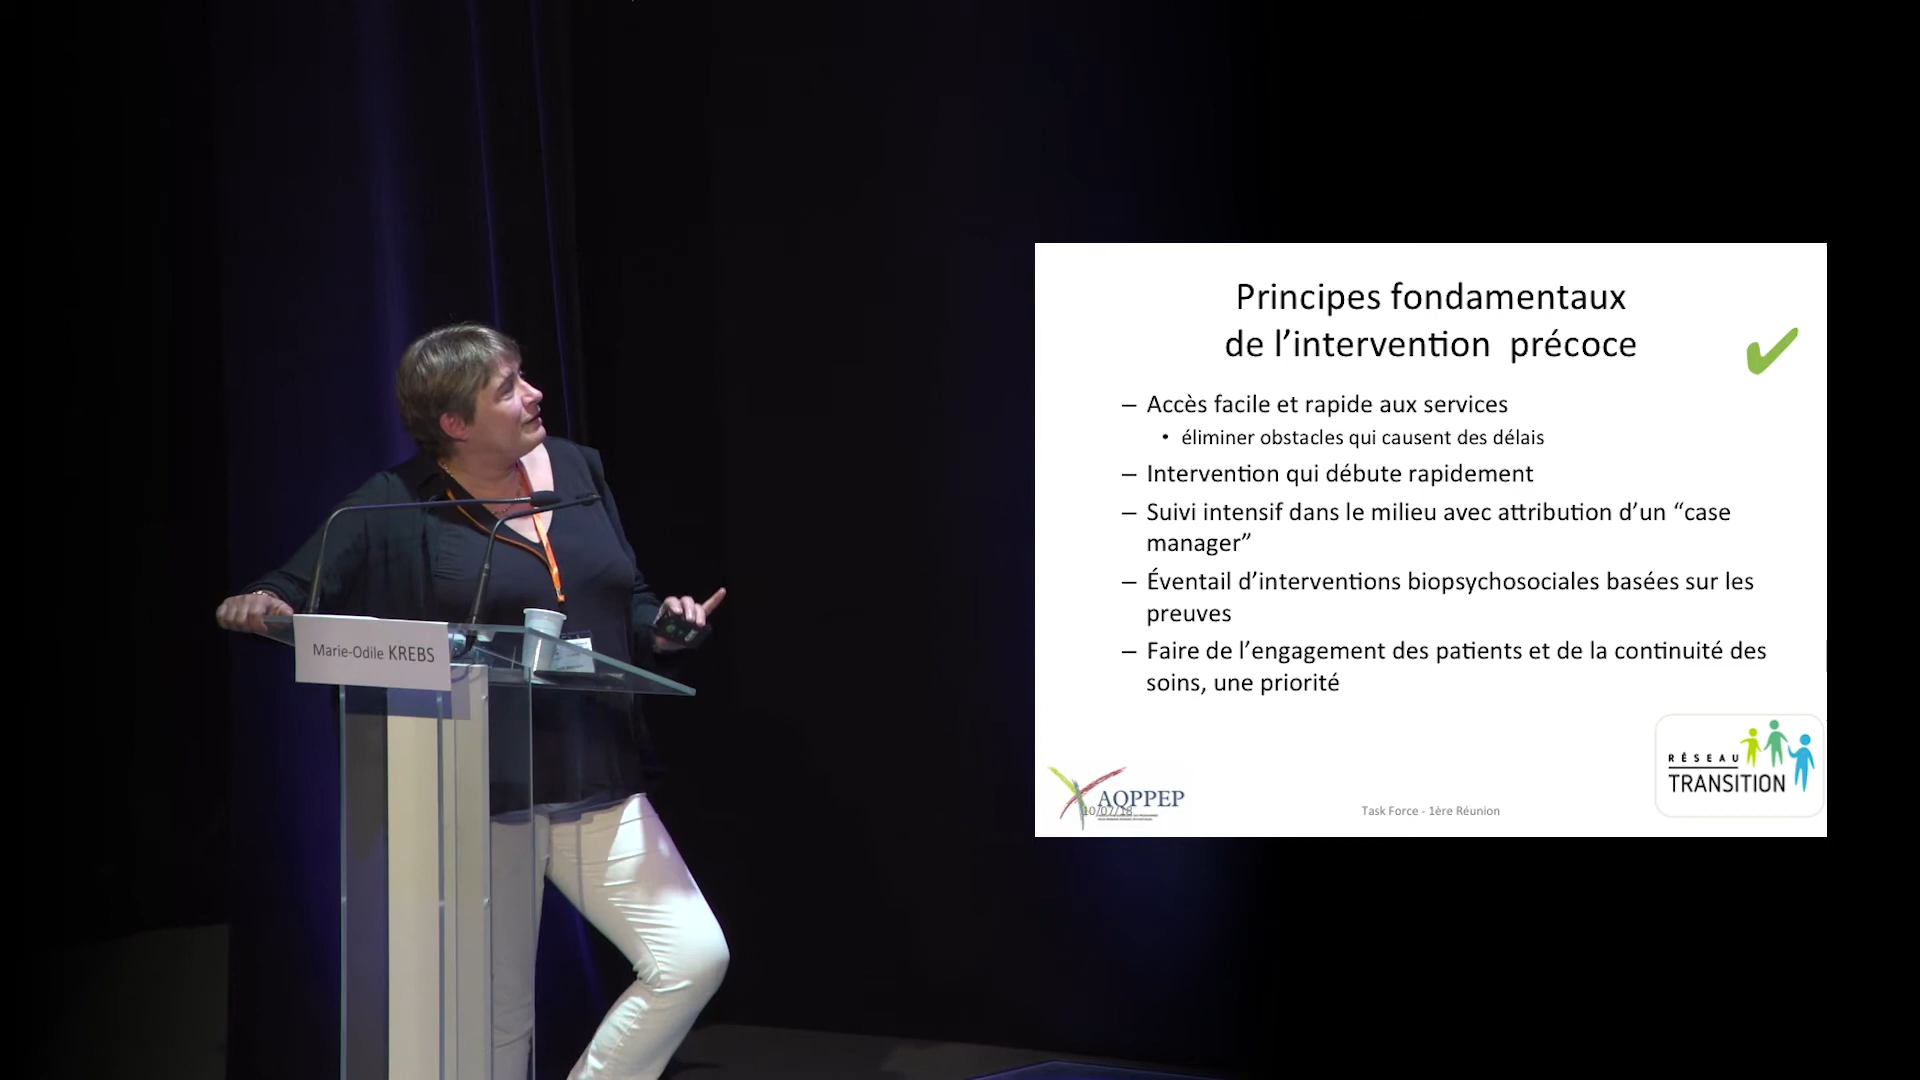 Marie-Odile KREBS
Principes fondamentaux
de l’intervention précoce
– Accès facile et rapide aux services
• éliminer obstacles qui causent des délais
– Intervention qui débute rapidement
– Suivi intensif dans le milieu avec attribution d’un “case
manager”
– Éventail d’interventions biopsychosociales basées sur les
preuves
– Faire de l’engagement des patients et de la continuité des
soins, une priorité
RÉSEAU
TRANSITION
AQPPEP
10/07/18
Task Force - 1ère Réunion